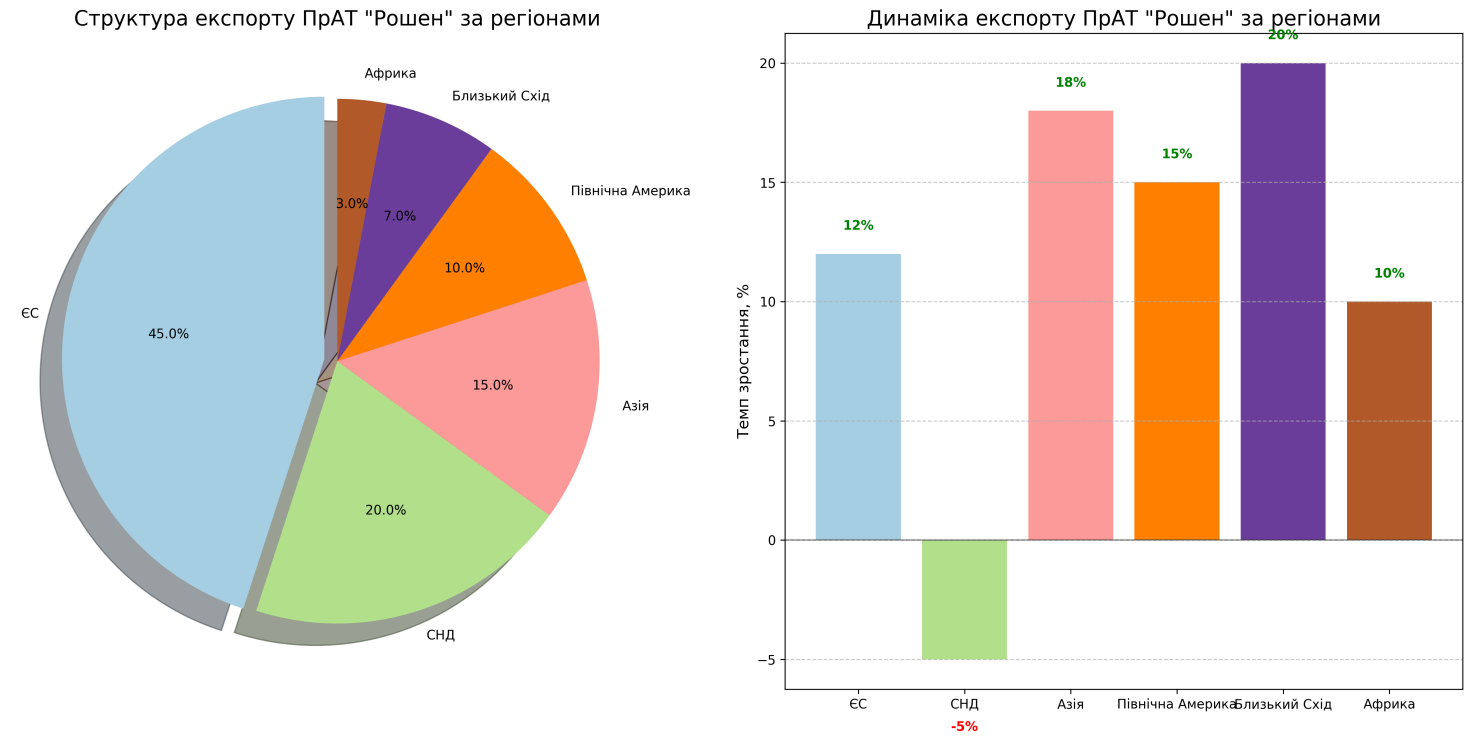 Структура експорту ПрАТ "Рошен" за регіонами
Африка
Близький Схід
Північна Америка
3.0%
7.0%
10.0%
ЄС
45.0%
15.0%
Азія
20.0%
СНД
Динаміка експорту ПрАТ "Рошен" за регіонами
Темп зростання, %
20
15
10
5
0
−5
12%
18%
15%
20%
10%
ЄС
СНД
Азія
Північна Америка
Близький Схід
Африка
-5%